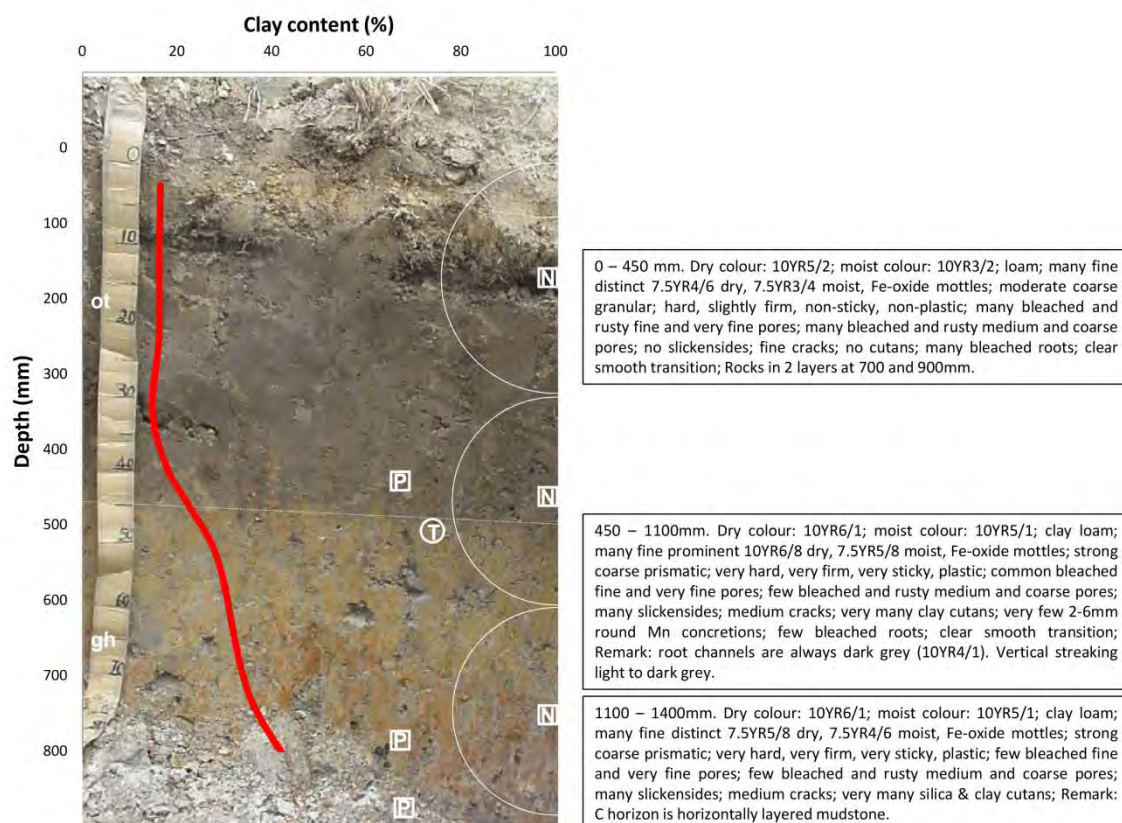 Clay content (%)
0 20 40 60 80 100
Depth (mm)
0
100
200
300
400
500
600
700
800
0
10
20
30
40
50
60
70
ot
gh
N
P
N
T
N
P
P
0 – 450 mm. Dry colour: 10YR5/2; moist colour: 10YR3/2; loam; many fine
distinct 7.5YR4/6 dry, 7.5YR3/4 moist, Fe-oxide mottles; moderate coarse
granular; hard, slightly firm, non-sticky, non-plastic; many bleached and
rusty fine and very fine pores; many bleached and rusty medium and coarse
pores; no slickensides; fine cracks; no cutans; many bleached roots; clear
smooth transition; Rocks in 2 layers at 700 and 900mm.
450 – 1100mm. Dry colour: 10YR6/1; moist colour: 10YR5/1; clay loam;
many fine prominent 10YR6/8 dry, 7.5YR5/8 moist, Fe-oxide mottles; strong
coarse prismatic; very hard, very firm, very sticky, plastic; common bleached
fine and very fine pores; few bleached and rusty medium and coarse pores;
many slickensides; medium cracks; very many clay cutans; very few 2-6mm
round Mn concretions; few bleached roots; clear smooth transition;
Remark: root channels are always dark grey (10YR4/1). Vertical streaking
light to dark grey.
1100 – 1400mm. Dry colour: 10YR6/1; moist colour: 10YR5/1; clay loam;
many fine distinct 7.5YR5/8 dry, 7.5YR4/6 moist, Fe-oxide mottles; strong
coarse prismatic; very hard, very firm, very sticky, plastic; few bleached fine
and very fine pores; few bleached and rusty medium and coarse pores;
many slickensides; medium cracks; very many silica & clay cutans; Remark:
C horizon is horizontally layered mudstone.